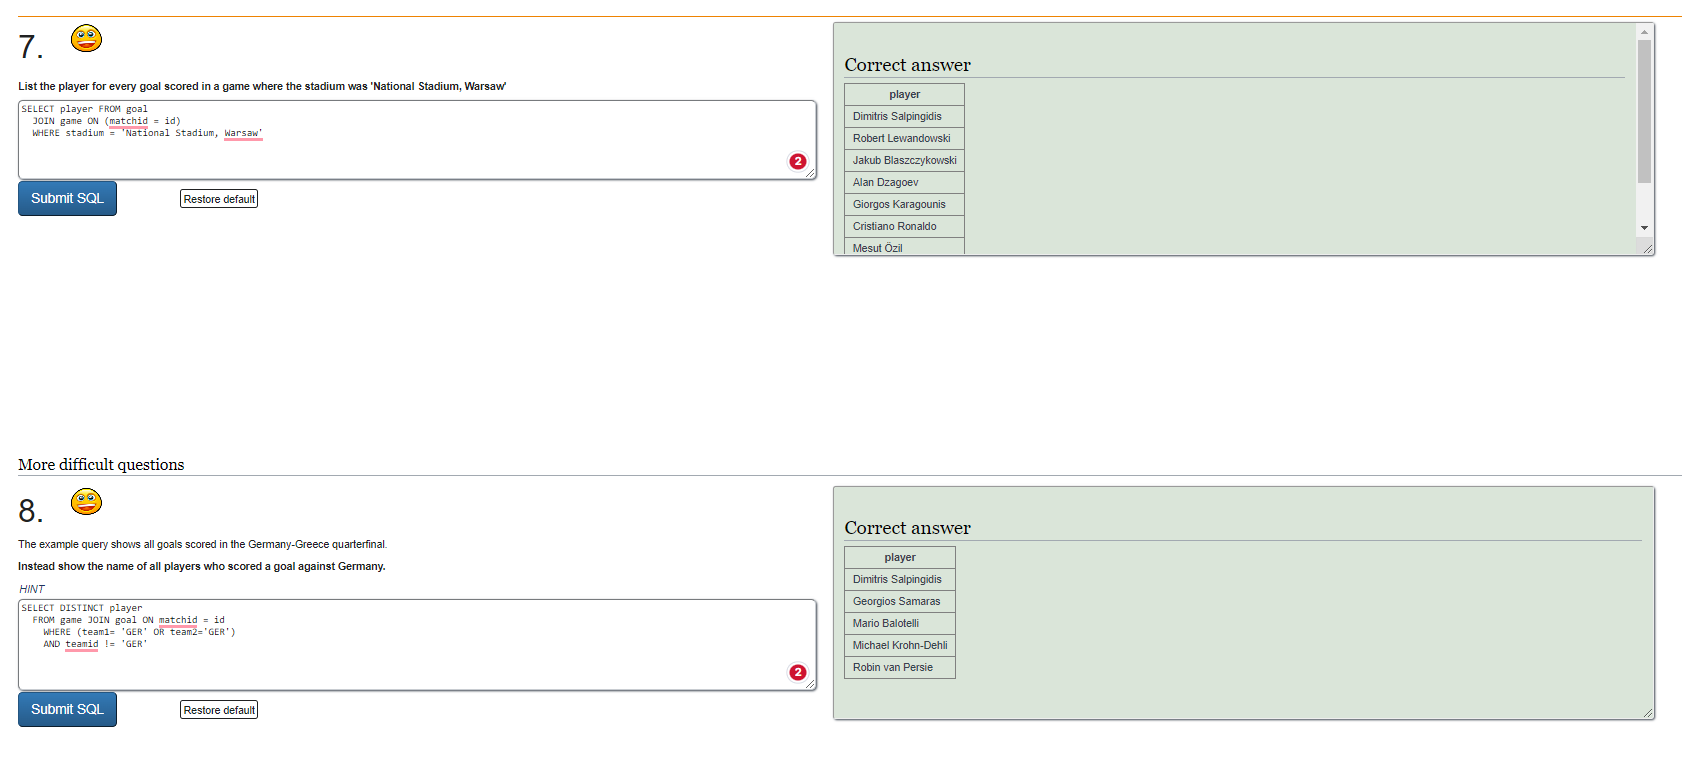 7.
List the player for every goal scored in a game where the stadium was 'National Stadium, Warsaw'
SELECT player FROM goal
JOIN game ON (matchid = id)
WHERE stadium = 'National Stadium, Warsaw'
2
Submit SQL
Restore default
Correct answer
player
Dimitris Salpingidis
Robert Lewandowski
Jakub Blaszczykowski
Alan Dzagoev
Giorgos Karagounis
Cristiano Ronaldo
Mesut Özil
More difficult questions
8.
The example query shows all goals scored in the Germany-Greece quarterfinal.
Instead show the name of all players who scored a goal against Germany.
HINT
SELECT DISTINCT player
FROM game JOIN goal ON matchid = id
WHERE (team1= 'GER' OR team2='GER')
AND teamid != 'GER'
2
Submit SQL
Restore default
Correct answer
player
Dimitris Salpingidis
Georgios Samaras
Mario Balotelli
Michael Krohn-Dehli
Robin van Persie